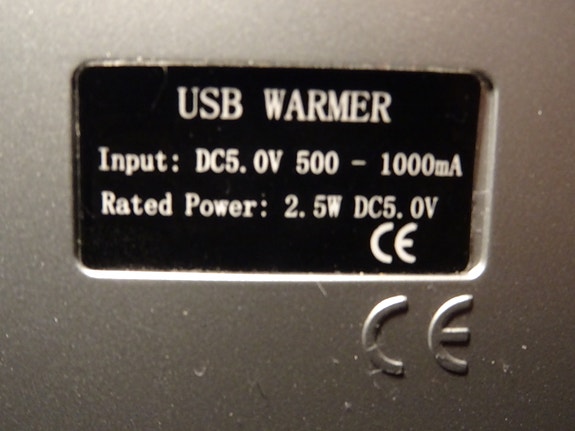 USB WARMER
Input: DC5.0V 500 - 1000mA
Rated Power: 2.5W DC5.0V
CE
CE